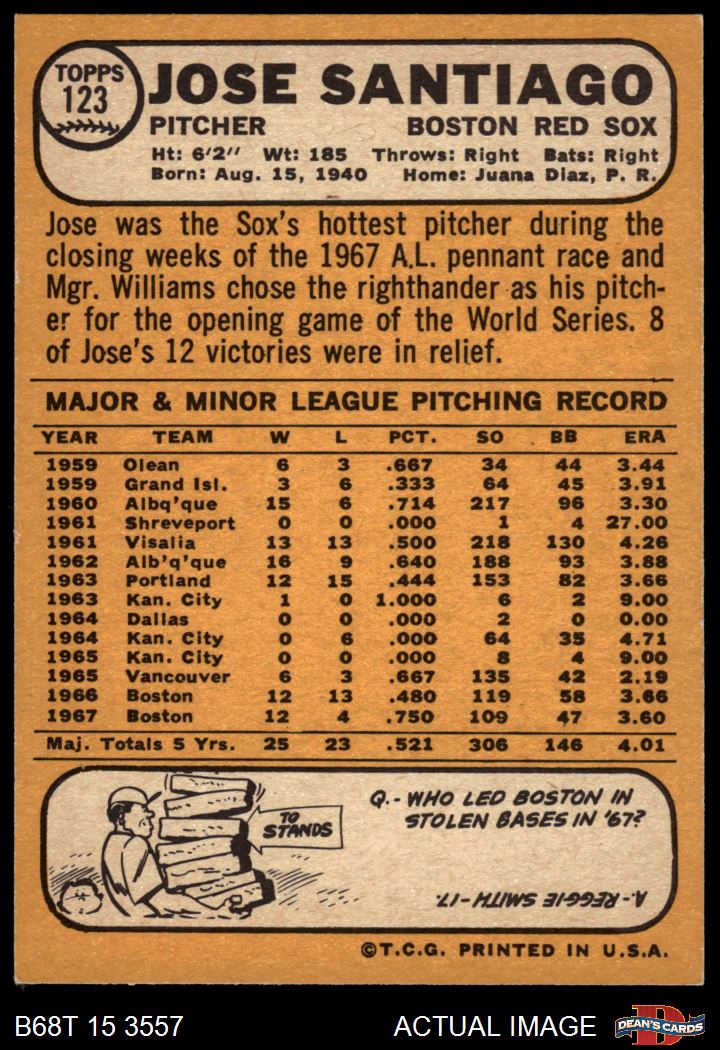 TOPPS
123
JOSE SANTIAGO
PITCHER BOSTON RED SOX
Ht: 6'2" Wt: 185 Throws: Right Bats: Right
Born: Aug. 15, 1940 Home: Juana Diaz, P. R.
Jose was the Sox's hottest pitcher during the
closing weeks of the 1967 A.L. pennant race and
Mgr. Williams chose the righthander as his pitch-
er for the opening game of the World Series. 8
of Jose's 12 victories were in relief.
MAJOR & MINOR LEAGUE PITCHING RECORD
YEAR TEAM W L PCT. SO BB ERA
1959 Olean 6 3 .667 34 44 3.44
1959 Grand Isl. 3 6 .333 64 45 3.91
1960 Albq'que 15 6 .714 217 96 3.30
1961 Shreveport 0 0 .000 1 4 27.00
1961 Visalia 13 13 .500 218 130 4.26
1962 Alb'q'que 16 9 .640 188 93 3.88
1963 Portland 12 15 .444 153 82 3.66
1963 Kan. City 1 0 1.000 6 2 9.00
1964 Dallas 0 0 .000 2 0 0.00
1964 Kan. City 0 6 .000 64 35 4.71
1965 Kan. City 0 0 .000 8 4 9.00
1965 Vancouver 6 3 .667 135 42 2.19
1966 Boston 12 13 .480 119 58 3.66
1967 Boston 12 4 .750 109 47 3.60
Maj. Totals 5 Yrs. 25 23 .521 306 146 4.01
TO
STANDS
Q.- WHO LED BOSTON IN
STOLEN BASES IN '67?
A.- REGGIE SMITH-17.
©T.C.G. PRINTED IN U.S.A.
B68T 15 3557 ACTUAL IMAGE
D
DEAN'S CARDS